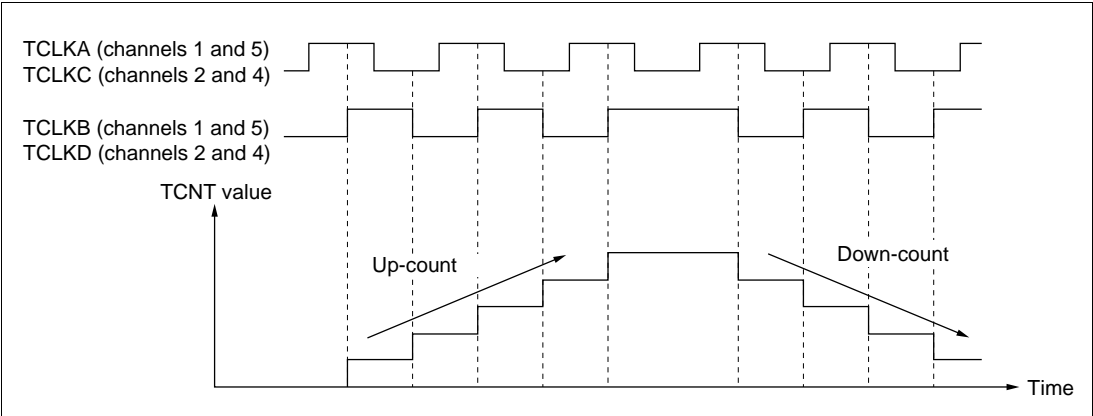 TCLKA (channels 1 and 5)
TCLKC (channels 2 and 4)
TCLKB (channels 1 and 5)
TCLKD (channels 2 and 4)
TCNT value
Up-count
Down-count
Time